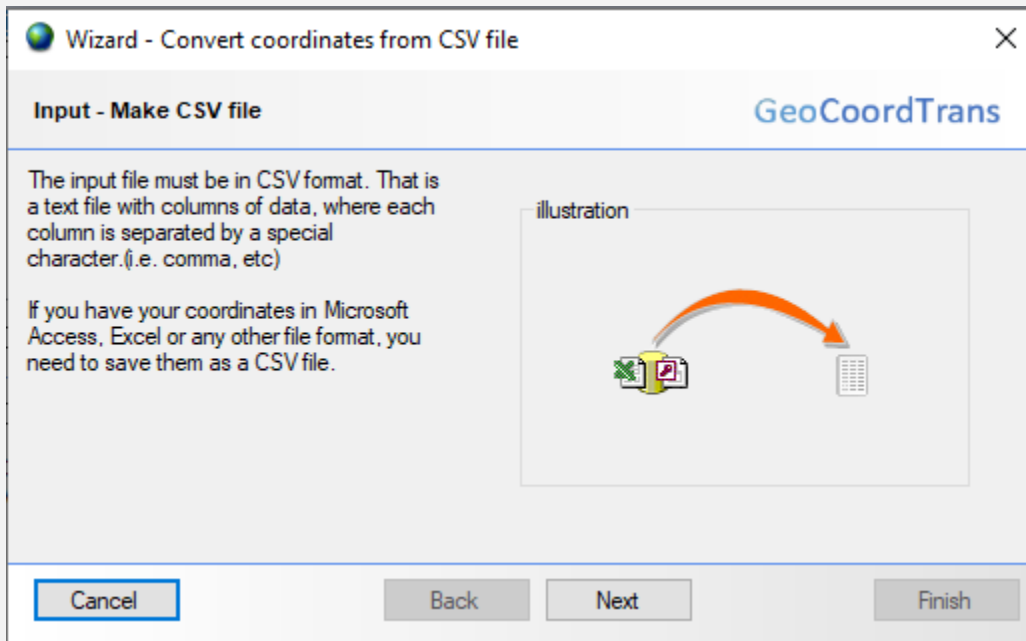 Wizard - Convert coordinates from CSV file
Input - Make CSV file
GeoCoordTrans
The input file must be in CSV format. That is
a text file with columns of data, where each
column is separated by a special
character.(i.e. comma, etc)
If you have your coordinates in Microsoft
Access, Excel or any other file format, you
need to save them as a CSV file.
illustration
Cancel
Back
Next
Finish